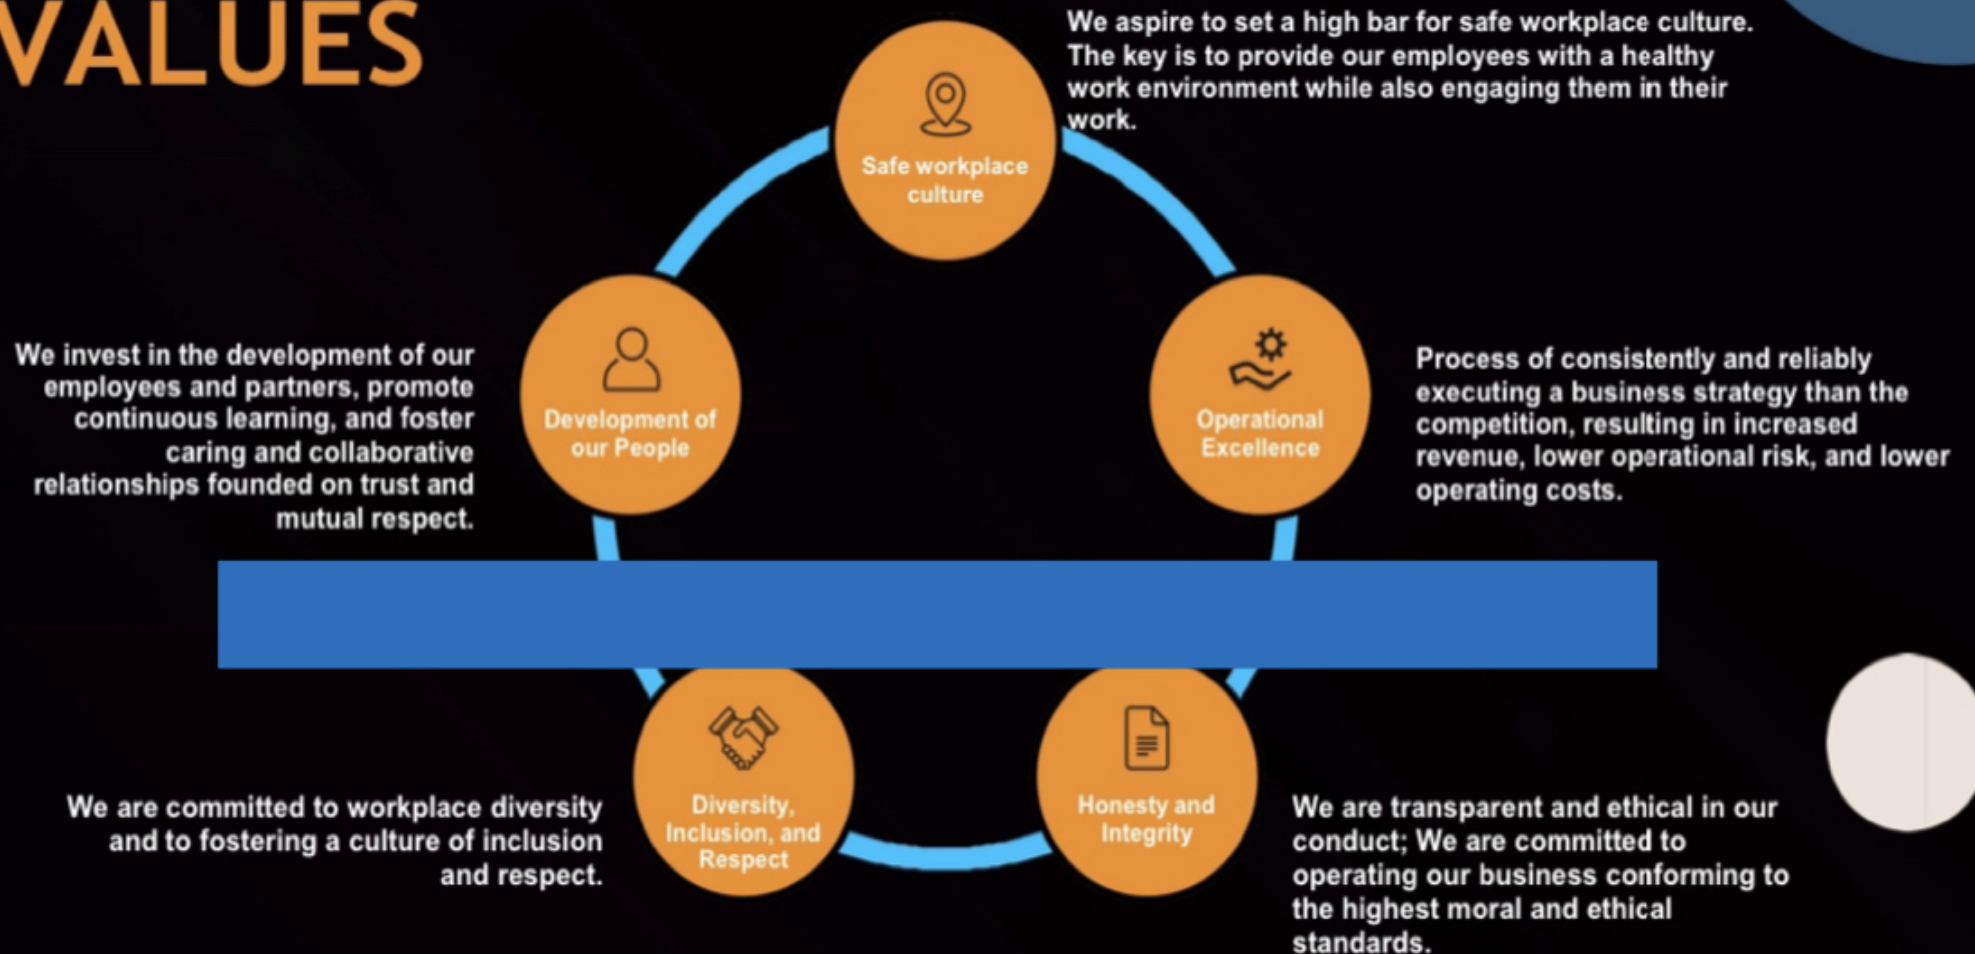 VALUES
We aspire to set a high bar for safe workplace culture.
The key is to provide our employees with a healthy
work environment while also engaging them in their
work.
Safe workplace
culture
We invest in the development of our
employees and partners, promote
continuous learning, and foster
caring and collaborative
relationships founded on trust and
mutual respect.
Development of
our People
Operational
Excellence
Process of consistently and reliably
executing a business strategy than the
competition, resulting in increased
revenue, lower operational risk, and lower
operating costs.
We are committed to workplace diversity
and to fostering a culture of inclusion
and respect.
Diversity,
Inclusion, and
Respect
Honesty and
Integrity
We are transparent and ethical in our
conduct; We are committed to
operating our business conforming to
the highest moral and ethical
standards.